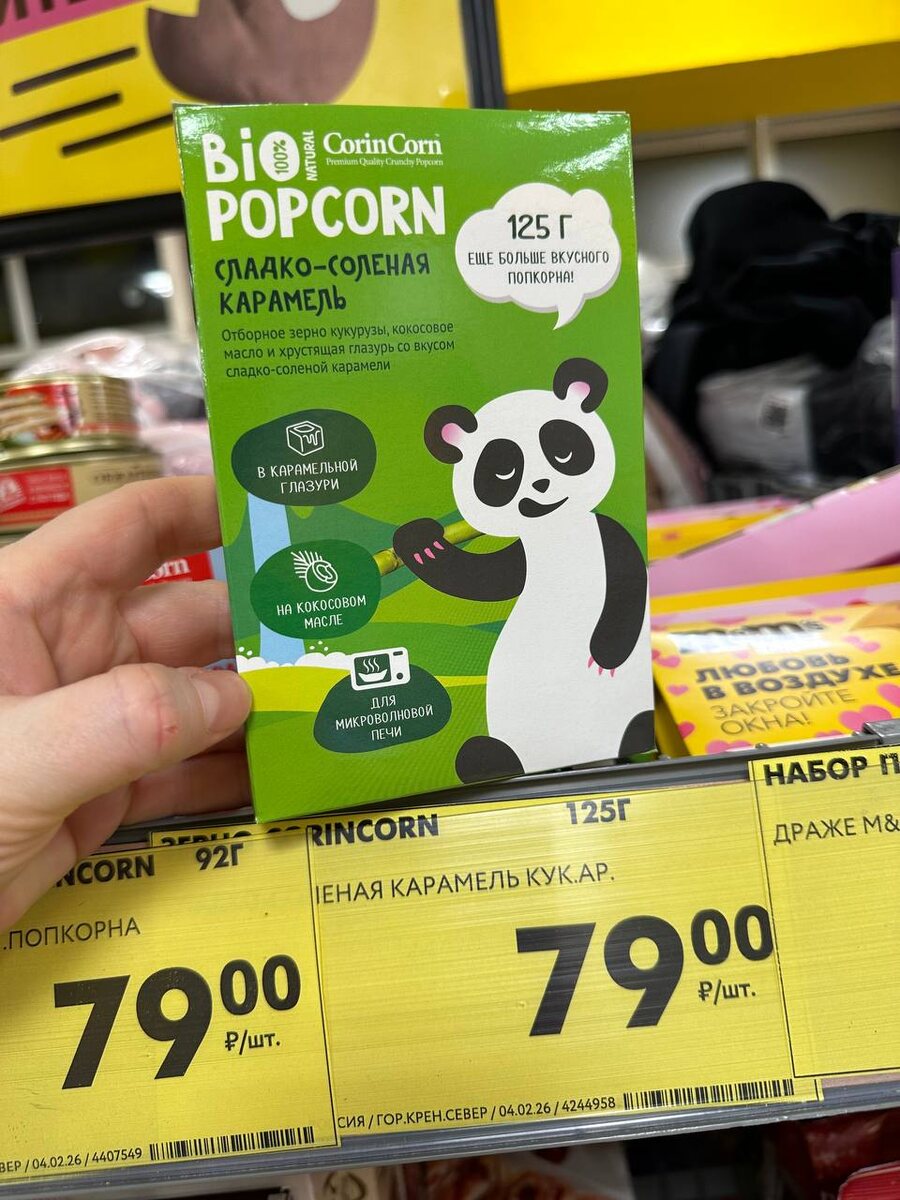 BiO
100%
NATURAL
CorinCorn
Premium Quality Crunchy Popcorn
POPCORN
СЛАДКО-СОЛЕНАЯ
КАРАМЕЛЬ
Отборное зерно кукурузы, кокосовое
масло и хрустящая глазурь со вкусом
сладко-соленой карамели
125 Г
ЕЩЕ БОЛЬШЕ ВКУСНОГО
ПОПКОРНА!
В КАРАМЕЛЬНОЙ
ГЛАЗУРИ
НА КОКОСОВОМ
МАСЛЕ
ДЛЯ
МИКРОВОЛНОВОЙ
ПЕЧИ
ЛЮБОВЬ
В ВОЗДУХЕ
ЗАКРОЙТЕ
ОКНА!
NCORN 92Г
.ПОПКОРНА
79 00
₽/шт.
ВЕР / 04.02.26 / 4407549
RINCORN 125Г
ЕНАЯ КАРАМЕЛЬ КУК.АР.
79 00
₽/шт.
СИЯ / ГОР.КРЕН.СЕВЕР / 04.02.26 / 4244958
НАБОР П
ДРАЖЕ M&